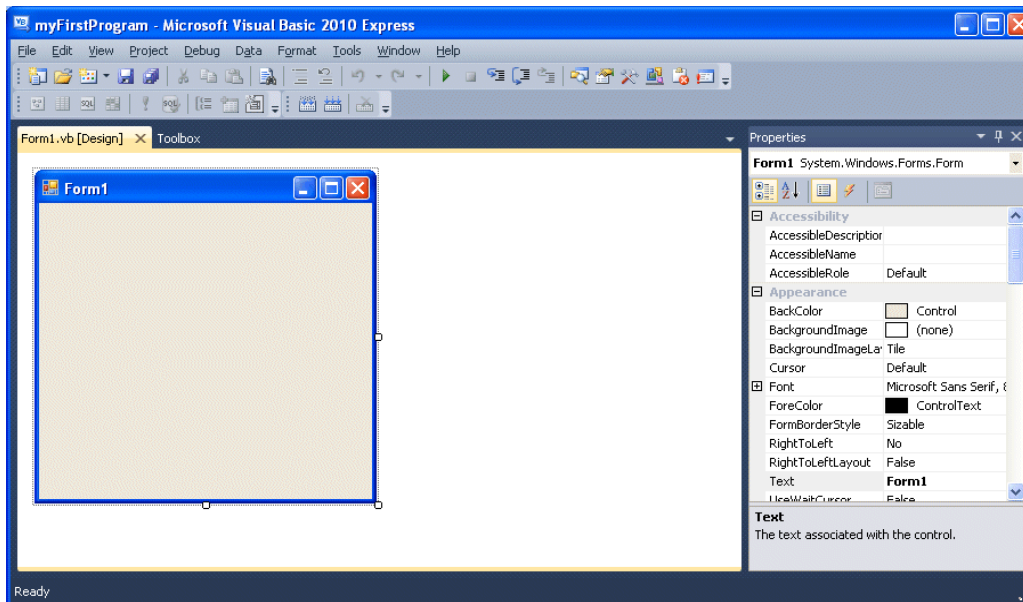 myFirstProgram - Microsoft Visual Basic 2010 Express
File Edit View Project Debug Data Format Tools Window Help
Form1.vb [Design] Toolbox
Form1
Properties
Form1 System.Windows.Forms.Form
Accessibility
AccessibleDescription
AccessibleName
AccessibleRole Default
Appearance
BackColor Control
BackgroundImage (none)
BackgroundImageLa Tile
Cursor Default
Font Microsoft Sans Serif, 8
ForeColor ControlText
FormBorderStyle Sizable
RightToLeft No
RightToLeftLayout False
Text Form1
UseWaitCursor False
Text
The text associated with the control.
Ready